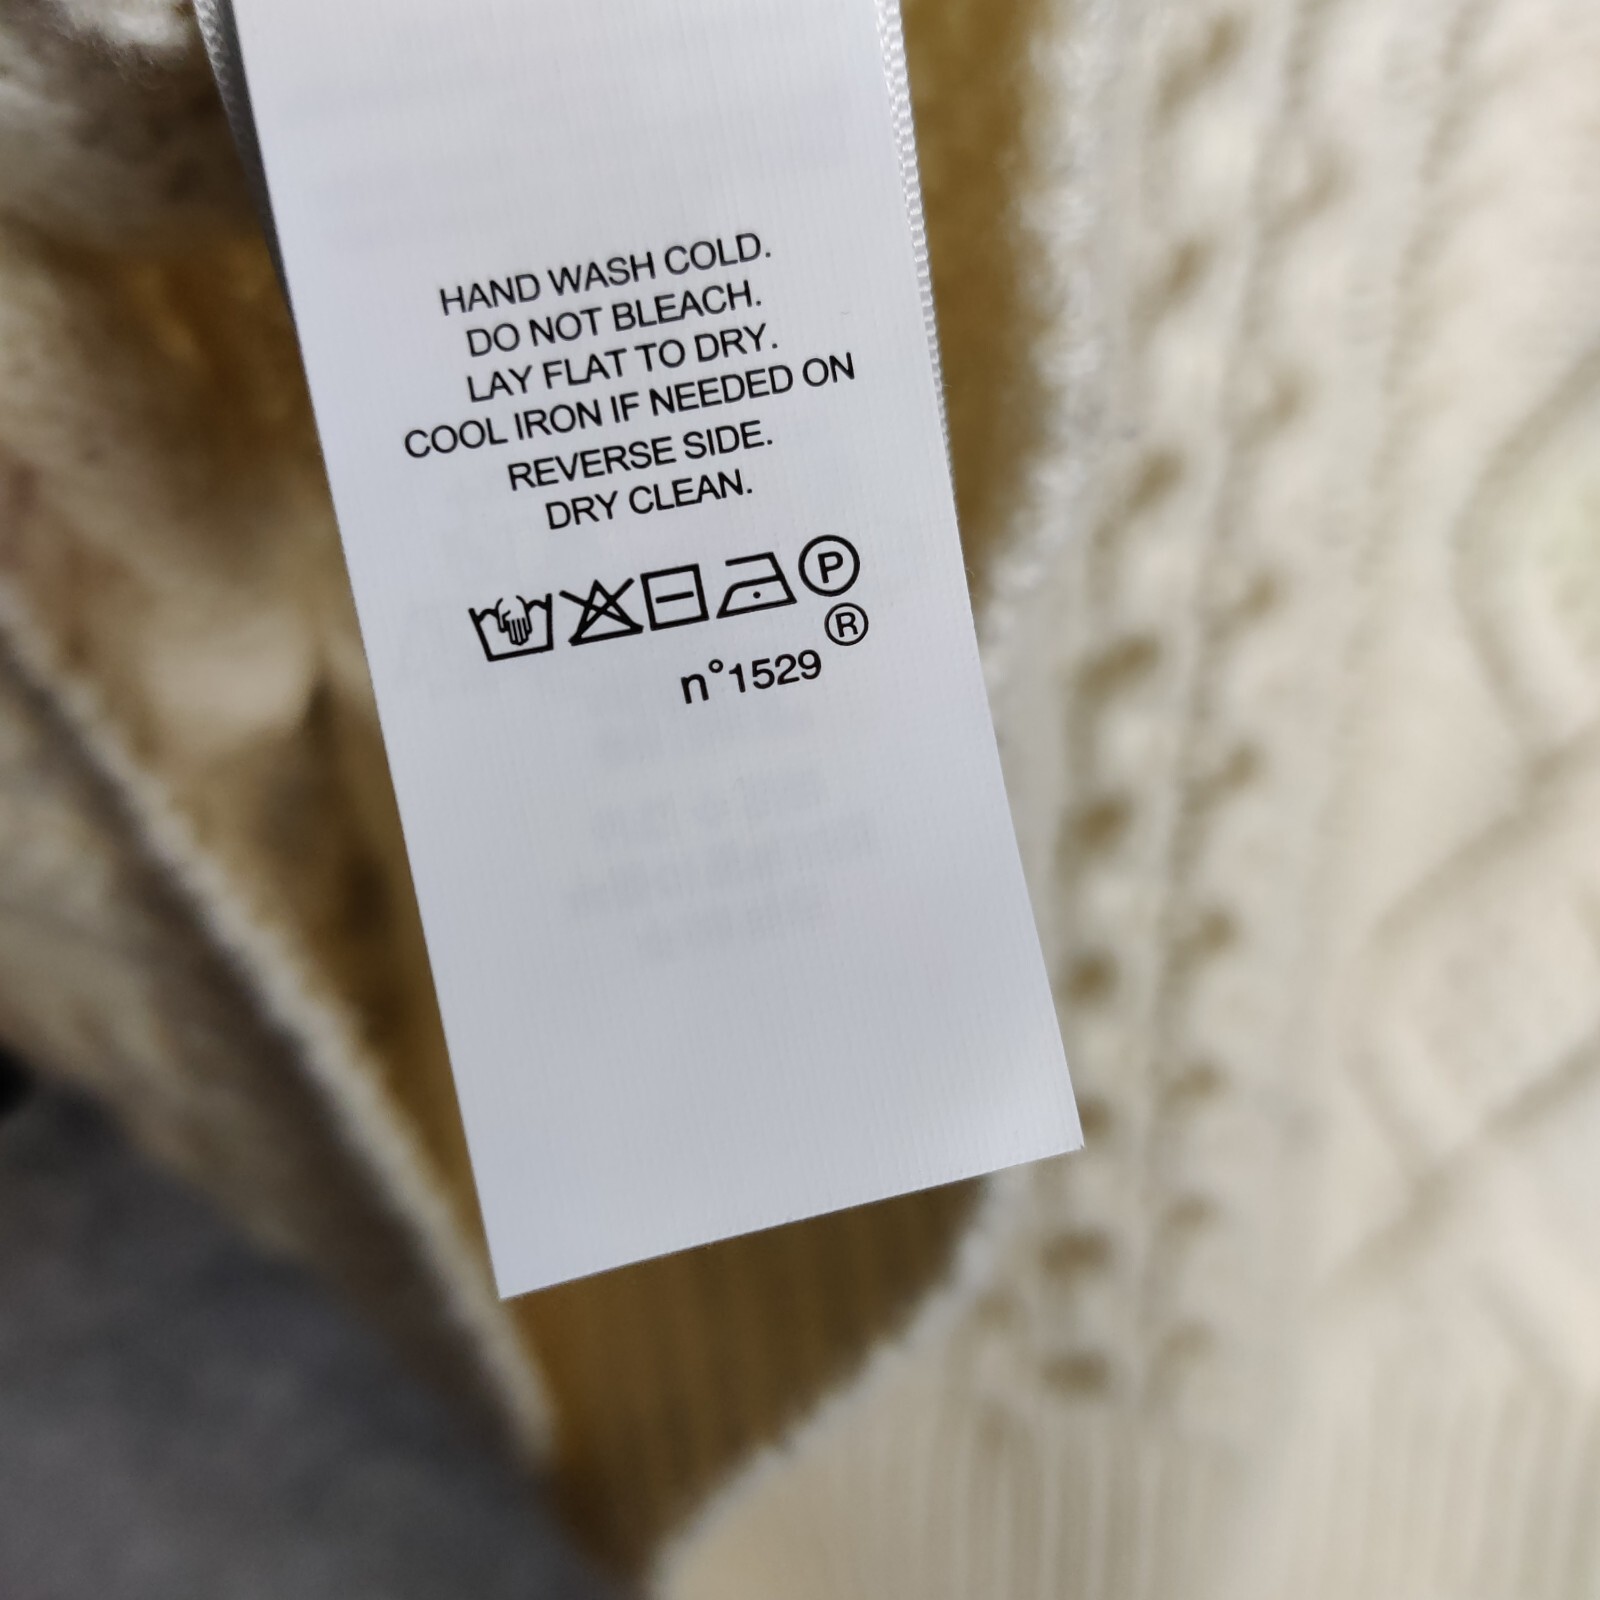 HAND WASH COLD.
DO NOT BLEACH.
LAY FLAT TO DRY.
COOL IRON IF NEEDED ON
REVERSE SIDE.
DRY CLEAN.
P
R
n°1529